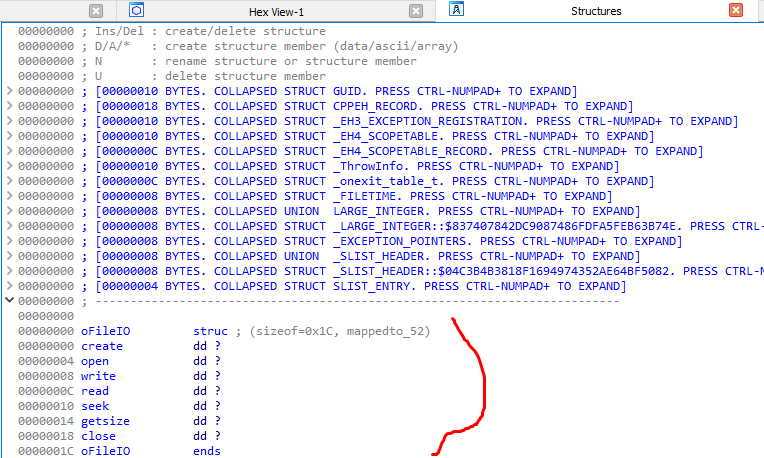 Hex View-1
Structures
00000000 ; Ins/Del : create/delete structure
00000000 ; D/A/*   : create structure member (data/ascii/array)
00000000 ; N       : rename structure or structure member
00000000 ; U       : delete structure member
00000000 ; [00000010 BYTES. COLLAPSED STRUCT GUID. PRESS CTRL-NUMPAD+ TO EXPAND]
00000000 ; [00000018 BYTES. COLLAPSED STRUCT CPPEH_RECORD. PRESS CTRL-NUMPAD+ TO EXPAND]
00000000 ; [00000010 BYTES. COLLAPSED STRUCT _EH3_EXCEPTION_REGISTRATION. PRESS CTRL-NUMPAD+ TO EXPAND]
00000000 ; [00000010 BYTES. COLLAPSED STRUCT _EH4_SCOPETABLE. PRESS CTRL-NUMPAD+ TO EXPAND]
00000000 ; [0000000C BYTES. COLLAPSED STRUCT _EH4_SCOPETABLE_RECORD. PRESS CTRL-NUMPAD+ TO EXPAND]
00000000 ; [00000010 BYTES. COLLAPSED STRUCT _ThrowInfo. PRESS CTRL-NUMPAD+ TO EXPAND]
00000000 ; [0000000C BYTES. COLLAPSED STRUCT _onexit_table_t. PRESS CTRL-NUMPAD+ TO EXPAND]
00000000 ; [00000008 BYTES. COLLAPSED STRUCT _FILETIME. PRESS CTRL-NUMPAD+ TO EXPAND]
00000000 ; [00000008 BYTES. COLLAPSED UNION  LARGE_INTEGER. PRESS CTRL-NUMPAD+ TO EXPAND]
00000000 ; [00000008 BYTES. COLLAPSED STRUCT _LARGE_INTEGER::$837407842DC9087486FDFA5FEB63B74E. PRESS CTRL-
00000000 ; [00000008 BYTES. COLLAPSED STRUCT _EXCEPTION_POINTERS. PRESS CTRL-NUMPAD+ TO EXPAND]
00000000 ; [00000008 BYTES. COLLAPSED UNION  _SLIST_HEADER. PRESS CTRL-NUMPAD+ TO EXPAND]
00000000 ; [00000008 BYTES. COLLAPSED STRUCT _SLIST_HEADER::$04C3B4B3818F1694974352AE64BF5082. PRESS CTRL-N
00000000 ; [00000004 BYTES. COLLAPSED STRUCT SLIST_ENTRY. PRESS CTRL-NUMPAD+ TO EXPAND]
00000000 ; ---------------------------------------------------------------------------
00000000
00000000 oFileIO         struc ; (sizeof=0x1C, mappedto_52)
00000000 create          dd ?
00000004 open            dd ?
00000008 write           dd ?
0000000C read            dd ?
00000010 seek            dd ?
00000014 getsize         dd ?
00000018 close           dd ?
0000001C oFileIO         ends